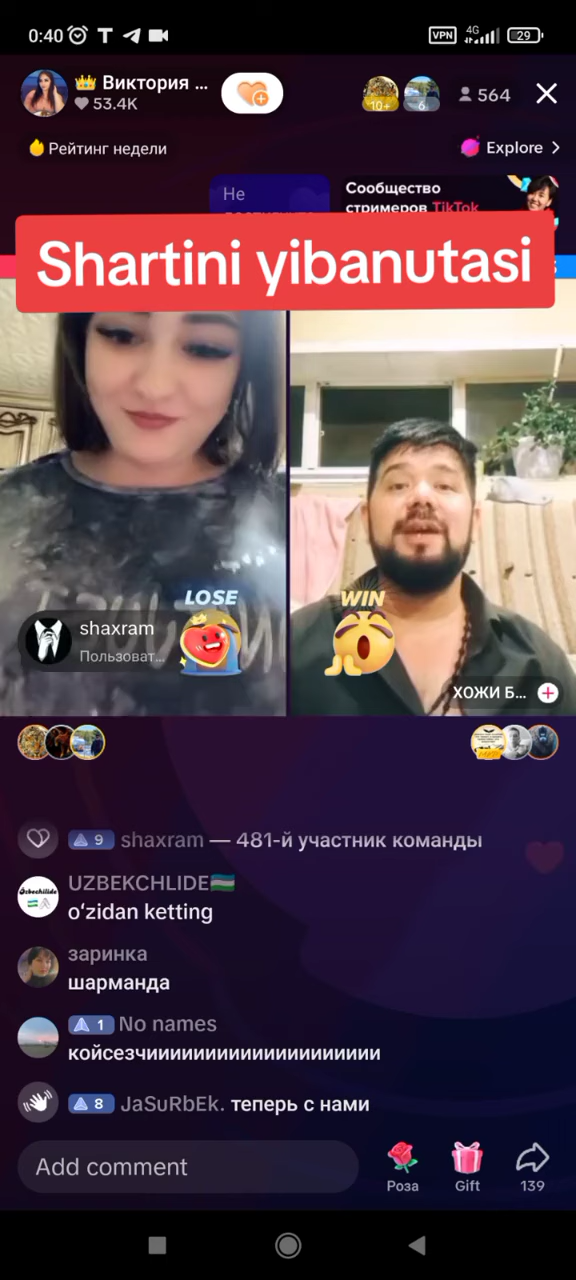 0:40
VPN 4G 29
Виктория ...
53.4K
10+
6
564
Рейтинг недели
Explore
Не
Сообщество
стримеров TikTok
Shartini yibanutasi
LOSE
WIN
shaxram
Пользоват...
ХОЖИ Б...
9 shaxram — 481-й участник команды
UZBEKCHLIDE🇺🇿
o‘zidan ketting
заринка
шарманда
1 No names
койсезчииииииииииииииииииии
8 JaSuRbEk. теперь с нами
Add comment
Роза
Gift
139